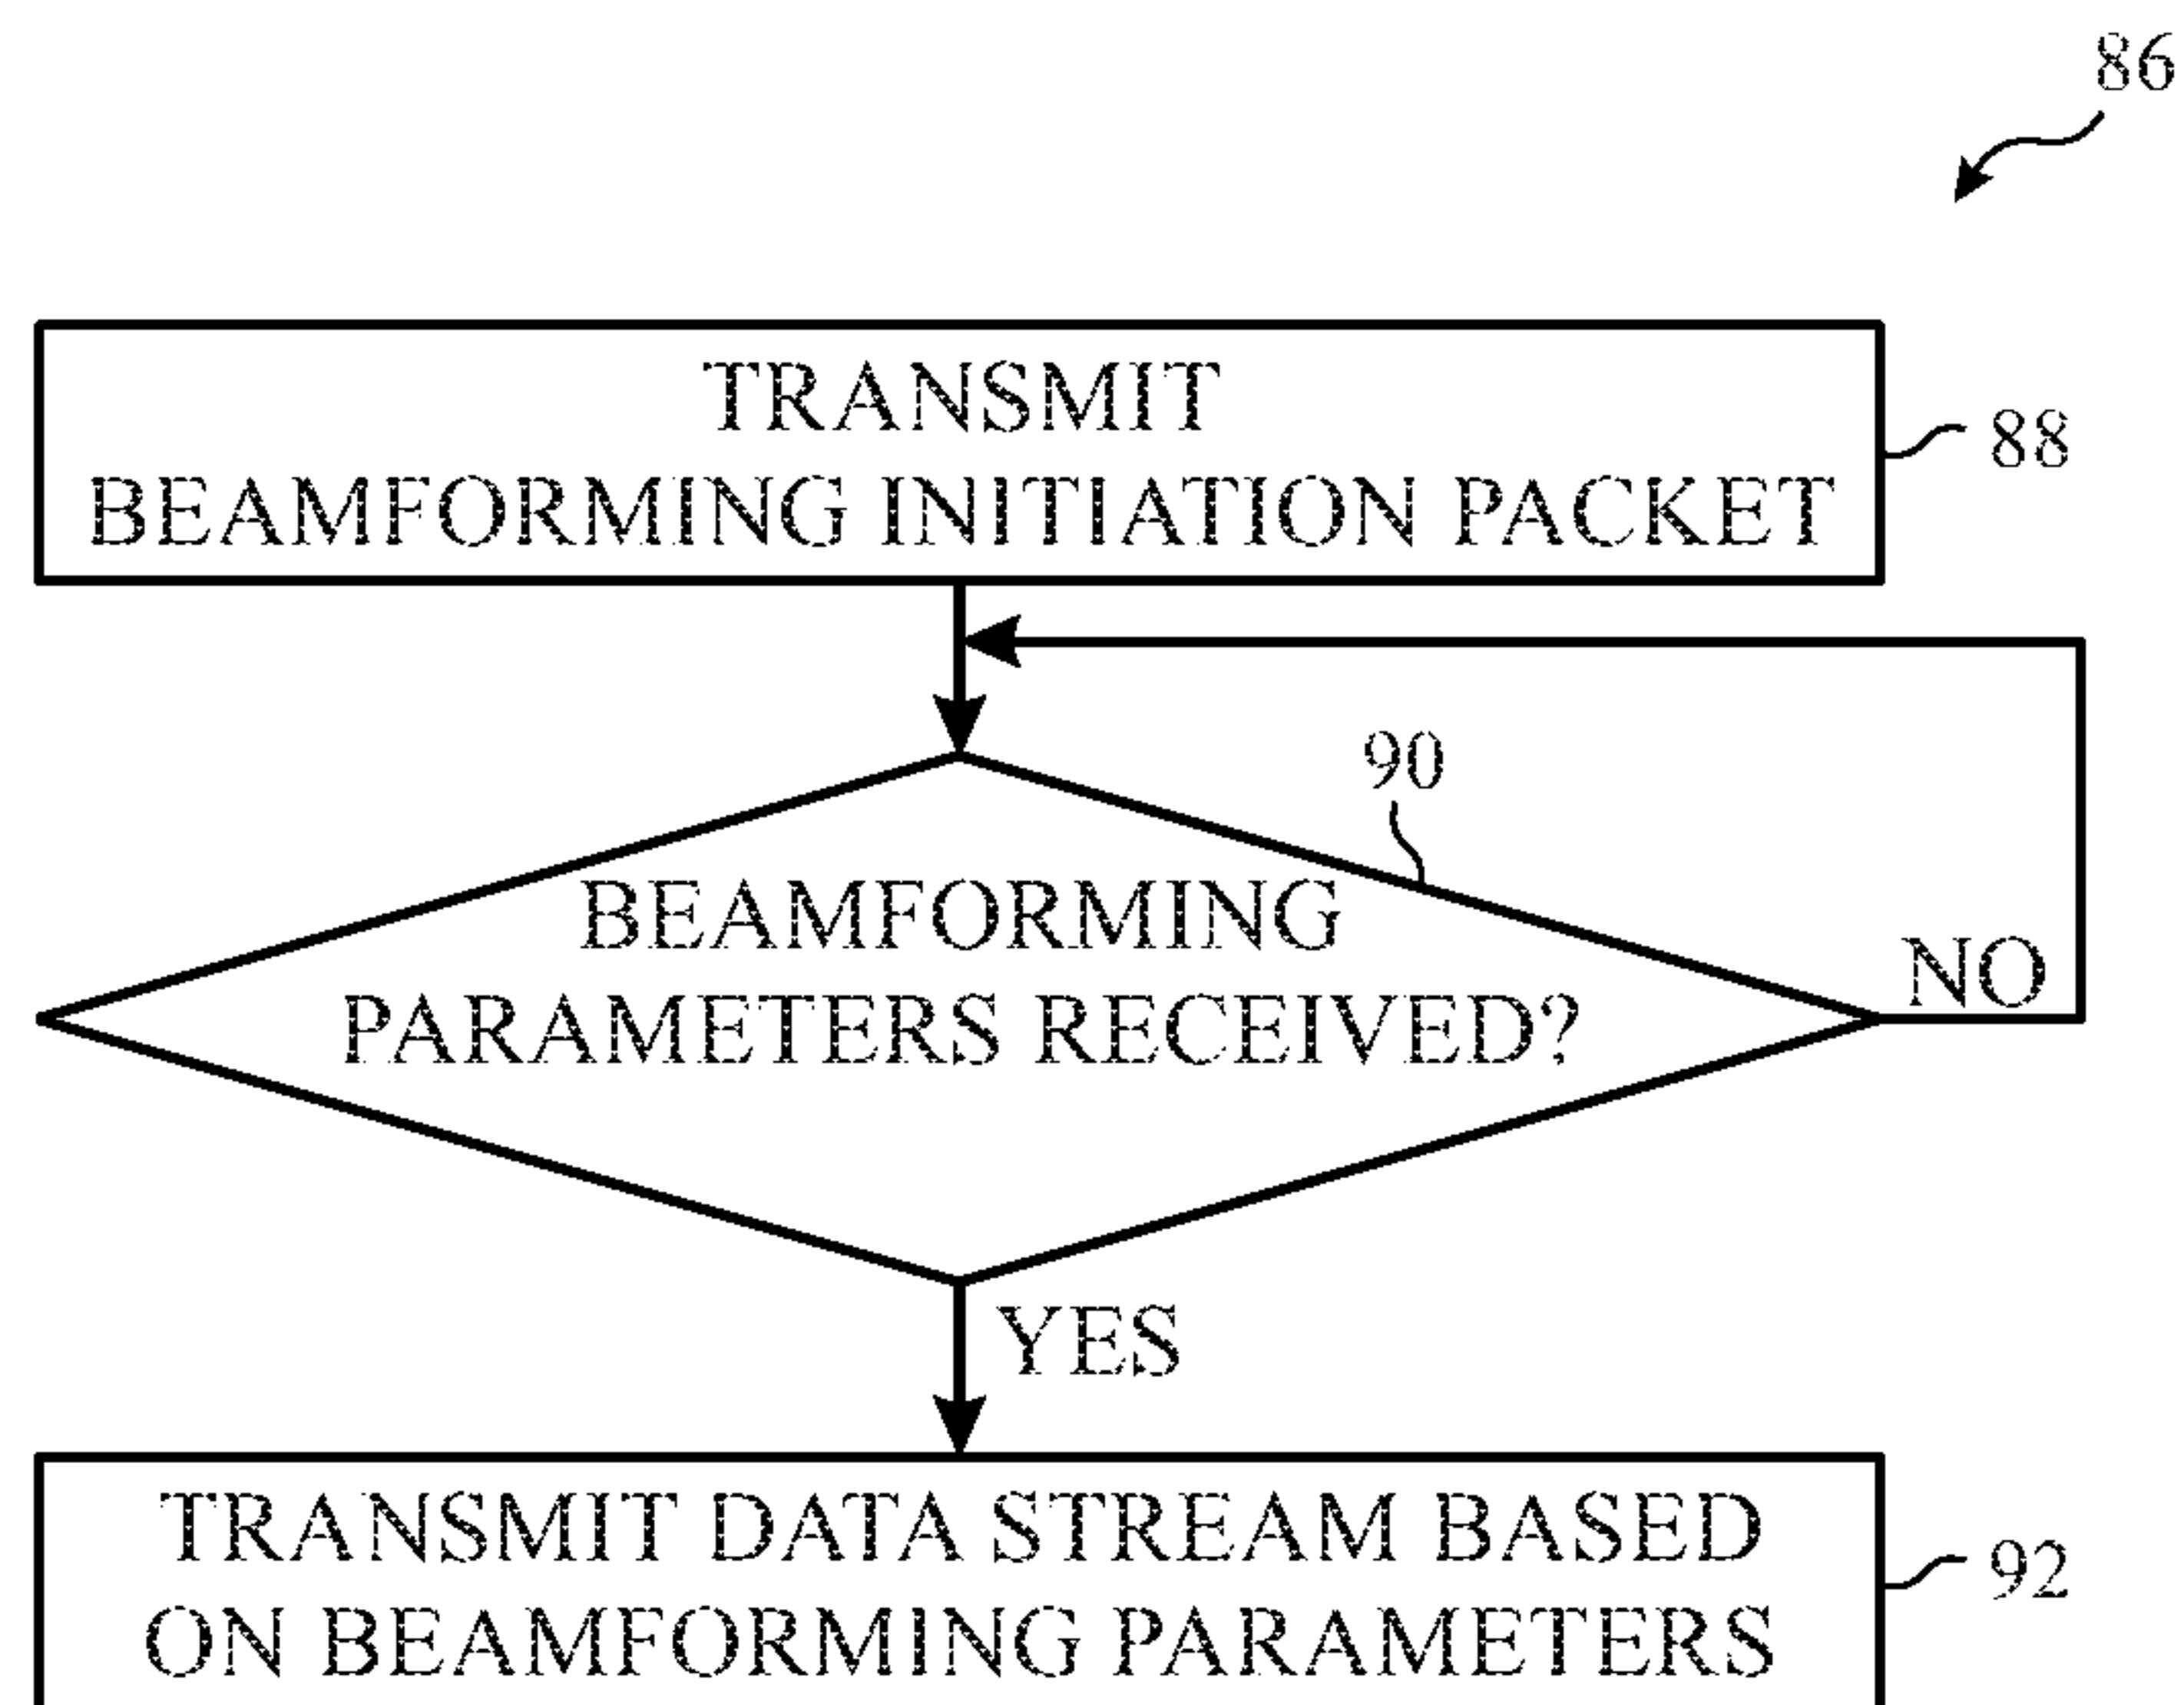 86
TRANSMIT
BEAMFORMING INITIATION PACKET
88
90
BEAMFORMING
PARAMETERS RECEIVED?
NO
YES
TRANSMIT DATA STREAM BASED
ON BEAMFORMING PARAMETERS
92